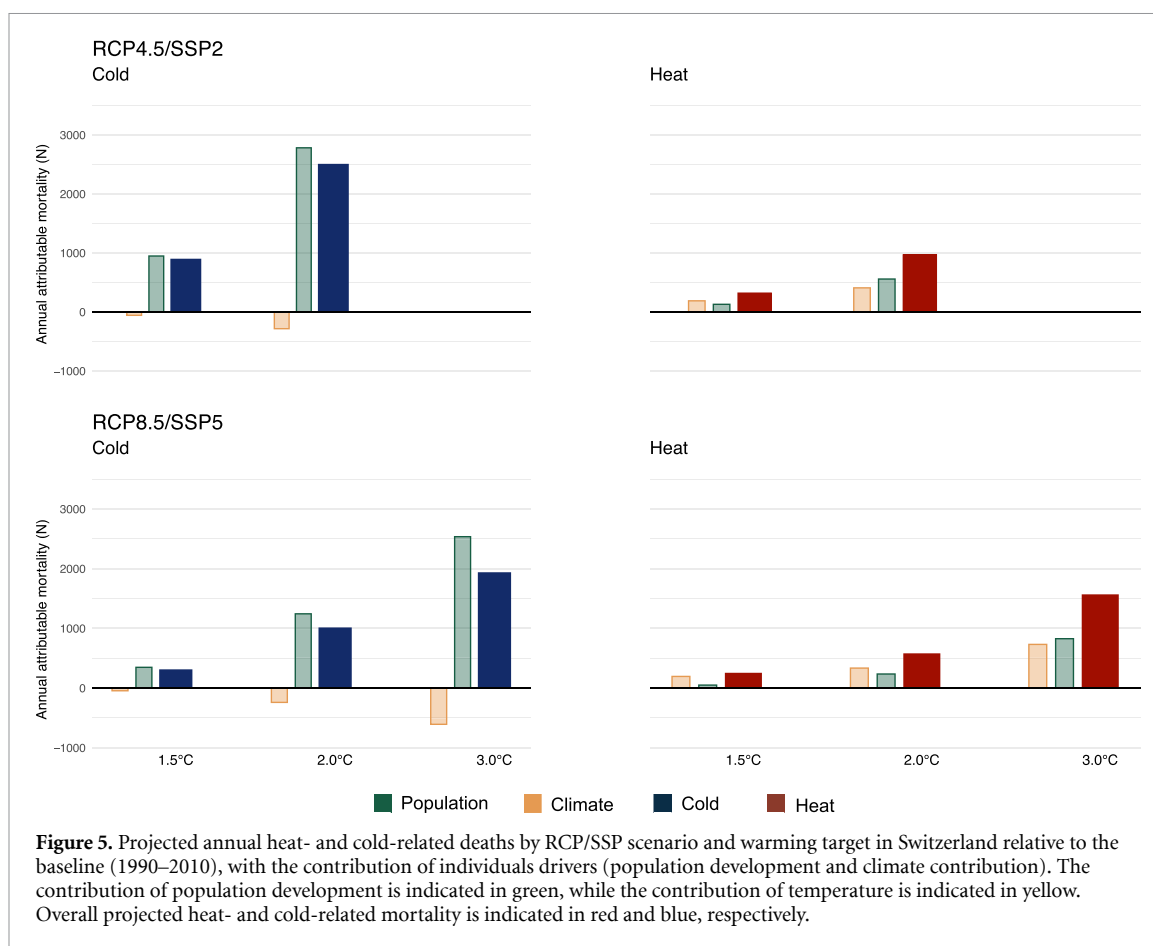 RCP4.5/SSP2
Cold
Heat
Annual attributable mortality (N)
3000
2000
1000
0
−1000
RCP8.5/SSP5
Cold
Heat
Annual attributable mortality (N)
3000
2000
1000
0
−1000
1.5°C 2.0°C 3.0°C
1.5°C 2.0°C 3.0°C
Population Climate Cold Heat
Figure 5. Projected annual heat- and cold-related deaths by RCP/SSP scenario and warming target in Switzerland relative to the
baseline (1990–2010), with the contribution of individuals drivers (population development and climate contribution). The
contribution of population development is indicated in green, while the contribution of temperature is indicated in yellow.
Overall projected heat- and cold-related mortality is indicated in red and blue, respectively.